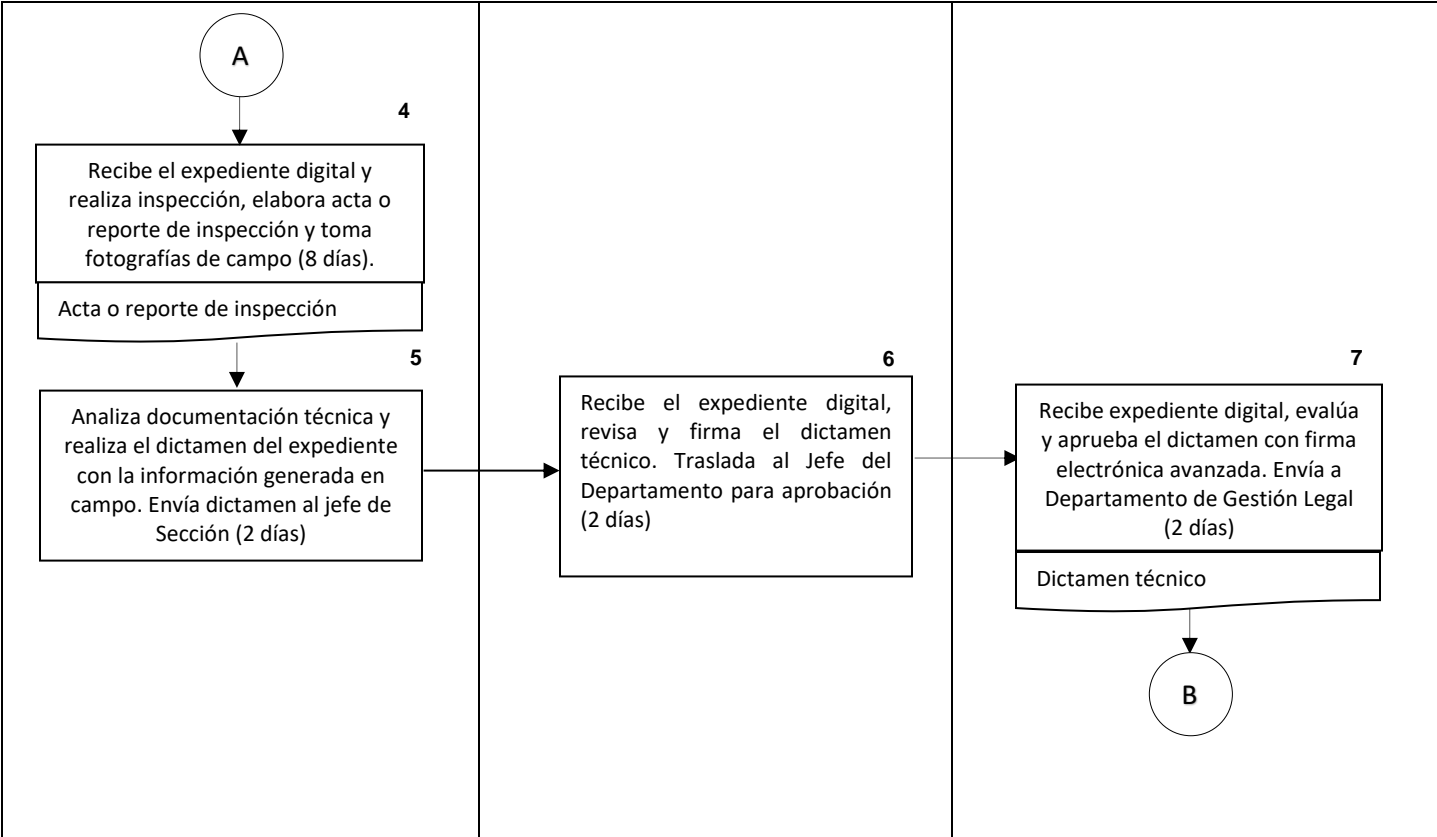 A
4
Recibe el expediente digital y
realiza inspección, elabora acta o
reporte de inspección y toma
fotografías de campo (8 días).
Acta o reporte de inspección
5
Analiza documentación técnica y
realiza el dictamen del expediente
con la información generada en
campo. Envía dictamen al jefe de
Sección (2 días)
6
Recibe el expediente digital,
revisa y firma el dictamen
técnico. Traslada al Jefe del
Departamento para aprobación
(2 días)
7
Recibe expediente digital, evalúa
y aprueba el dictamen con firma
electrónica avanzada. Envía a
Departamento de Gestión Legal
(2 días)
Dictamen técnico
B